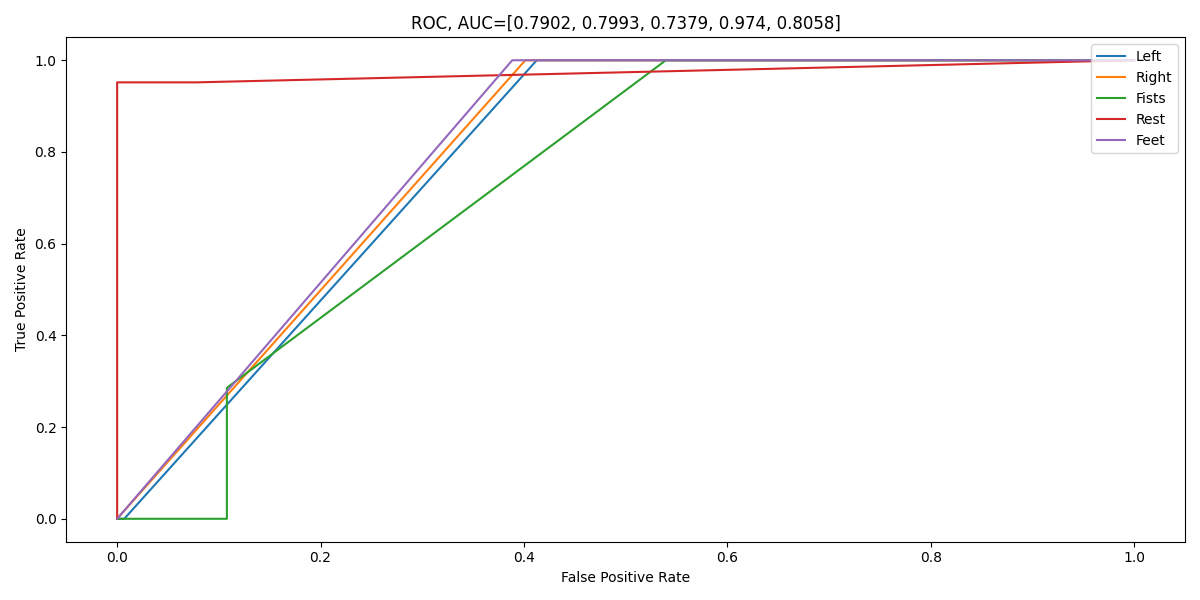 ROC, AUC=[0.7902, 0.7993, 0.7379, 0.974, 0.8058]
Left
Right
Fists
Rest
Feet
True Positive Rate
1.0
0.8
0.6
0.4
0.2
0.0
0.0 0.2 0.4 0.6 0.8 1.0
False Positive Rate